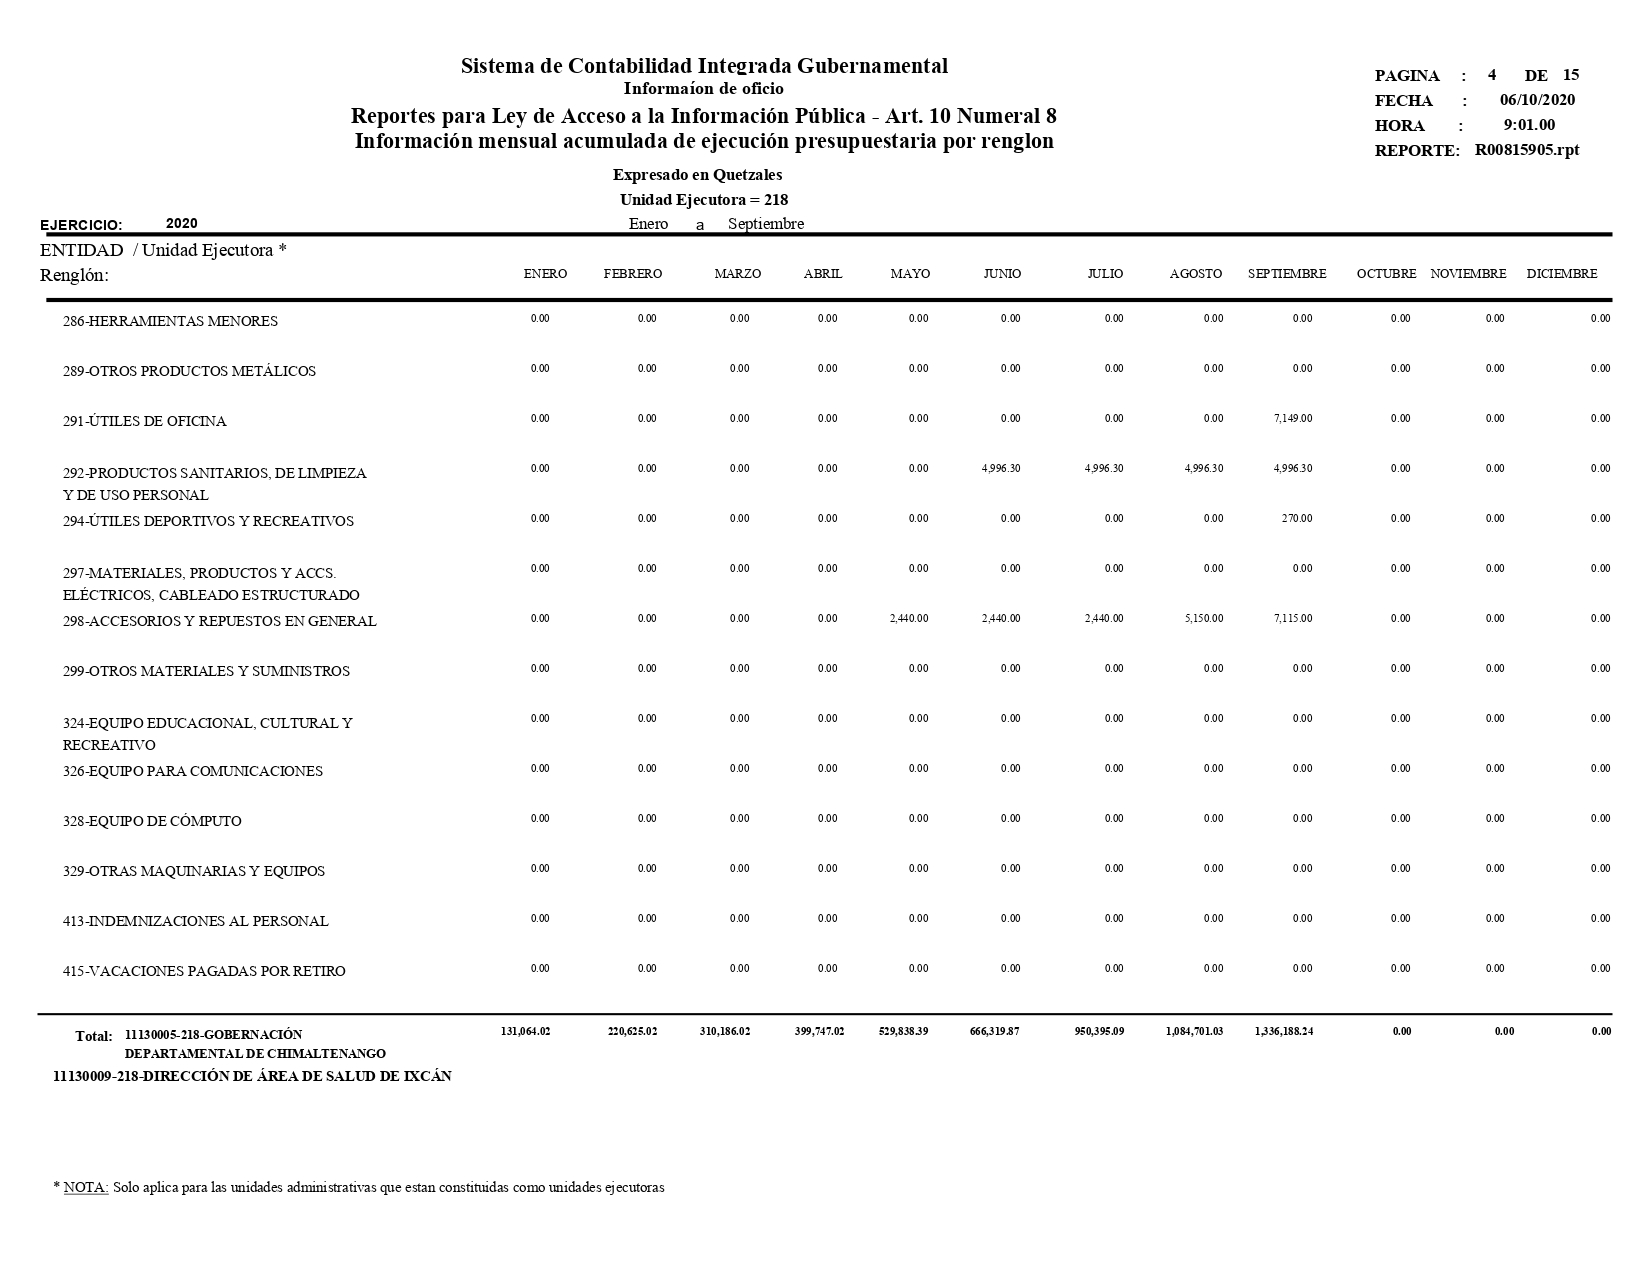 Sistema de Contabilidad Integrada Gubernamental
Informaíon de oficio
Reportes para Ley de Acceso a la Información Pública - Art. 10 Numeral 8
Información mensual acumulada de ejecución presupuestaria por renglon
PAGINA : 4 DE 15
FECHA : 06/10/2020
HORA : 9:01.00
REPORTE: R00815905.rpt
Expresado en Quetzales
Unidad Ejecutora = 218
EJERCICIO: 2020 Enero a Septiembre
ENTIDAD / Unidad Ejecutora *
Renglón: ENERO FEBRERO MARZO ABRIL MAYO JUNIO JULIO AGOSTO SEPTIEMBRE OCTUBRE NOVIEMBRE DICIEMBRE
286-HERRAMIENTAS MENORES 0.00 0.00 0.00 0.00 0.00 0.00 0.00 0.00 0.00 0.00 0.00 0.00
289-OTROS PRODUCTOS METÁLICOS 0.00 0.00 0.00 0.00 0.00 0.00 0.00 0.00 0.00 0.00 0.00 0.00
291-ÚTILES DE OFICINA 0.00 0.00 0.00 0.00 0.00 0.00 0.00 0.00 7,149.00 0.00 0.00 0.00
292-PRODUCTOS SANITARIOS, DE LIMPIEZA 0.00 0.00 0.00 0.00 0.00 4,996.30 4,996.30 4,996.30 4,996.30 0.00 0.00 0.00
Y DE USO PERSONAL
294-ÚTILES DEPORTIVOS Y RECREATIVOS 0.00 0.00 0.00 0.00 0.00 0.00 0.00 0.00 270.00 0.00 0.00 0.00
297-MATERIALES, PRODUCTOS Y ACCS. 0.00 0.00 0.00 0.00 0.00 0.00 0.00 0.00 0.00 0.00 0.00 0.00
ELÉCTRICOS, CABLEADO ESTRUCTURADO
298-ACCESORIOS Y REPUESTOS EN GENERAL 0.00 0.00 0.00 0.00 2,440.00 2,440.00 2,440.00 5,150.00 7,115.00 0.00 0.00 0.00
299-OTROS MATERIALES Y SUMINISTROS 0.00 0.00 0.00 0.00 0.00 0.00 0.00 0.00 0.00 0.00 0.00 0.00
324-EQUIPO EDUCACIONAL, CULTURAL Y 0.00 0.00 0.00 0.00 0.00 0.00 0.00 0.00 0.00 0.00 0.00 0.00
RECREATIVO
326-EQUIPO PARA COMUNICACIONES 0.00 0.00 0.00 0.00 0.00 0.00 0.00 0.00 0.00 0.00 0.00 0.00
328-EQUIPO DE CÓMPUTO 0.00 0.00 0.00 0.00 0.00 0.00 0.00 0.00 0.00 0.00 0.00 0.00
329-OTRAS MAQUINARIAS Y EQUIPOS 0.00 0.00 0.00 0.00 0.00 0.00 0.00 0.00 0.00 0.00 0.00 0.00
413-INDEMNIZACIONES AL PERSONAL 0.00 0.00 0.00 0.00 0.00 0.00 0.00 0.00 0.00 0.00 0.00 0.00
415-VACACIONES PAGADAS POR RETIRO 0.00 0.00 0.00 0.00 0.00 0.00 0.00 0.00 0.00 0.00 0.00 0.00
Total: 11130005-218-GOBERNACIÓN 131,064.02 220,625.02 310,186.02 399,747.02 529,838.39 666,319.87 950,395.09 1,084,701.03 1,336,188.24 0.00 0.00 0.00
DEPARTAMENTAL DE CHIMALTENANGO
11130009-218-DIRECCIÓN DE ÁREA DE SALUD DE IXCÁN
* NOTA: Solo aplica para las unidades administrativas que estan constituidas como unidades ejecutoras